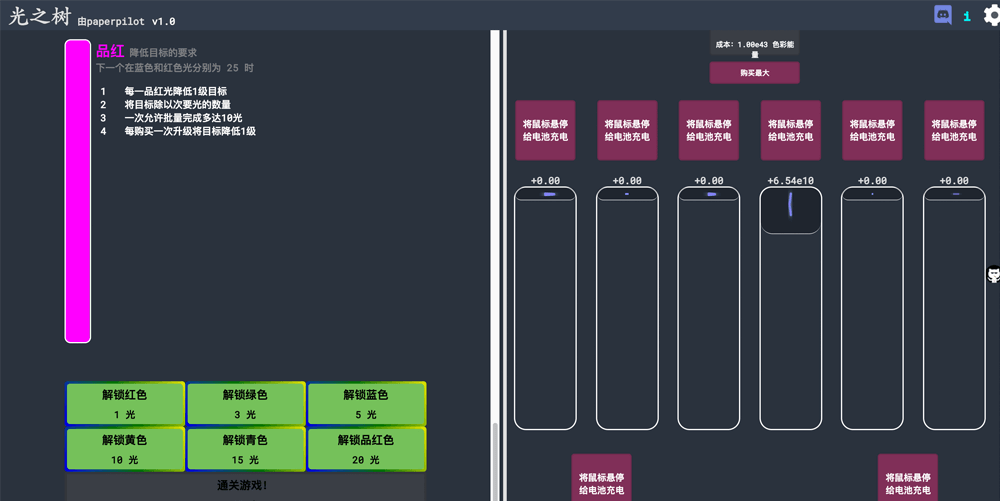 光之树 由paperpilot v1.0
1
品红 降低目标的要求
下一个在蓝色和红色光分别为 25 时
1 每一品红光降低1级目标
2 将目标除以次要光的数量
3 一次允许批量完成多达10光
4 每购买一次升级将目标降低1级
解锁红色
1 光
解锁绿色
3 光
解锁蓝色
5 光
解锁黄色
10 光
解锁青色
15 光
解锁品红色
20 光
通关游戏!
成本: 1.00e43 色彩能
量
购买最大
将鼠标悬停
给电池充电
将鼠标悬停
给电池充电
将鼠标悬停
给电池充电
将鼠标悬停
给电池充电
将鼠标悬停
给电池充电
将鼠标悬停
给电池充电
+0.00
+0.00
+0.00
+6.54e10
+0.00
+0.00
将鼠标悬停
给电池充电
将鼠标悬停
给电池充电